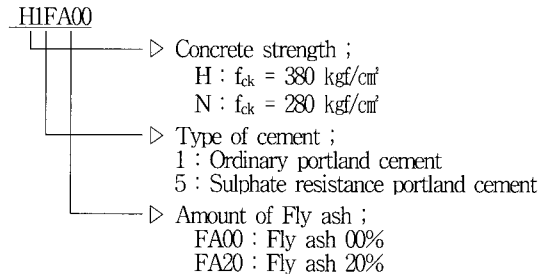 H1FA00
▷ Concrete strength ;
H : fck = 380 kgf/㎠
N : fck = 280 kgf/㎠
▷ Type of cement ;
1 : Ordinary portland cement
5 : Sulphate resistance portland cement
▷ Amount of Fly ash ;
FA00 : Fly ash 00%
FA20 : Fly ash 20%